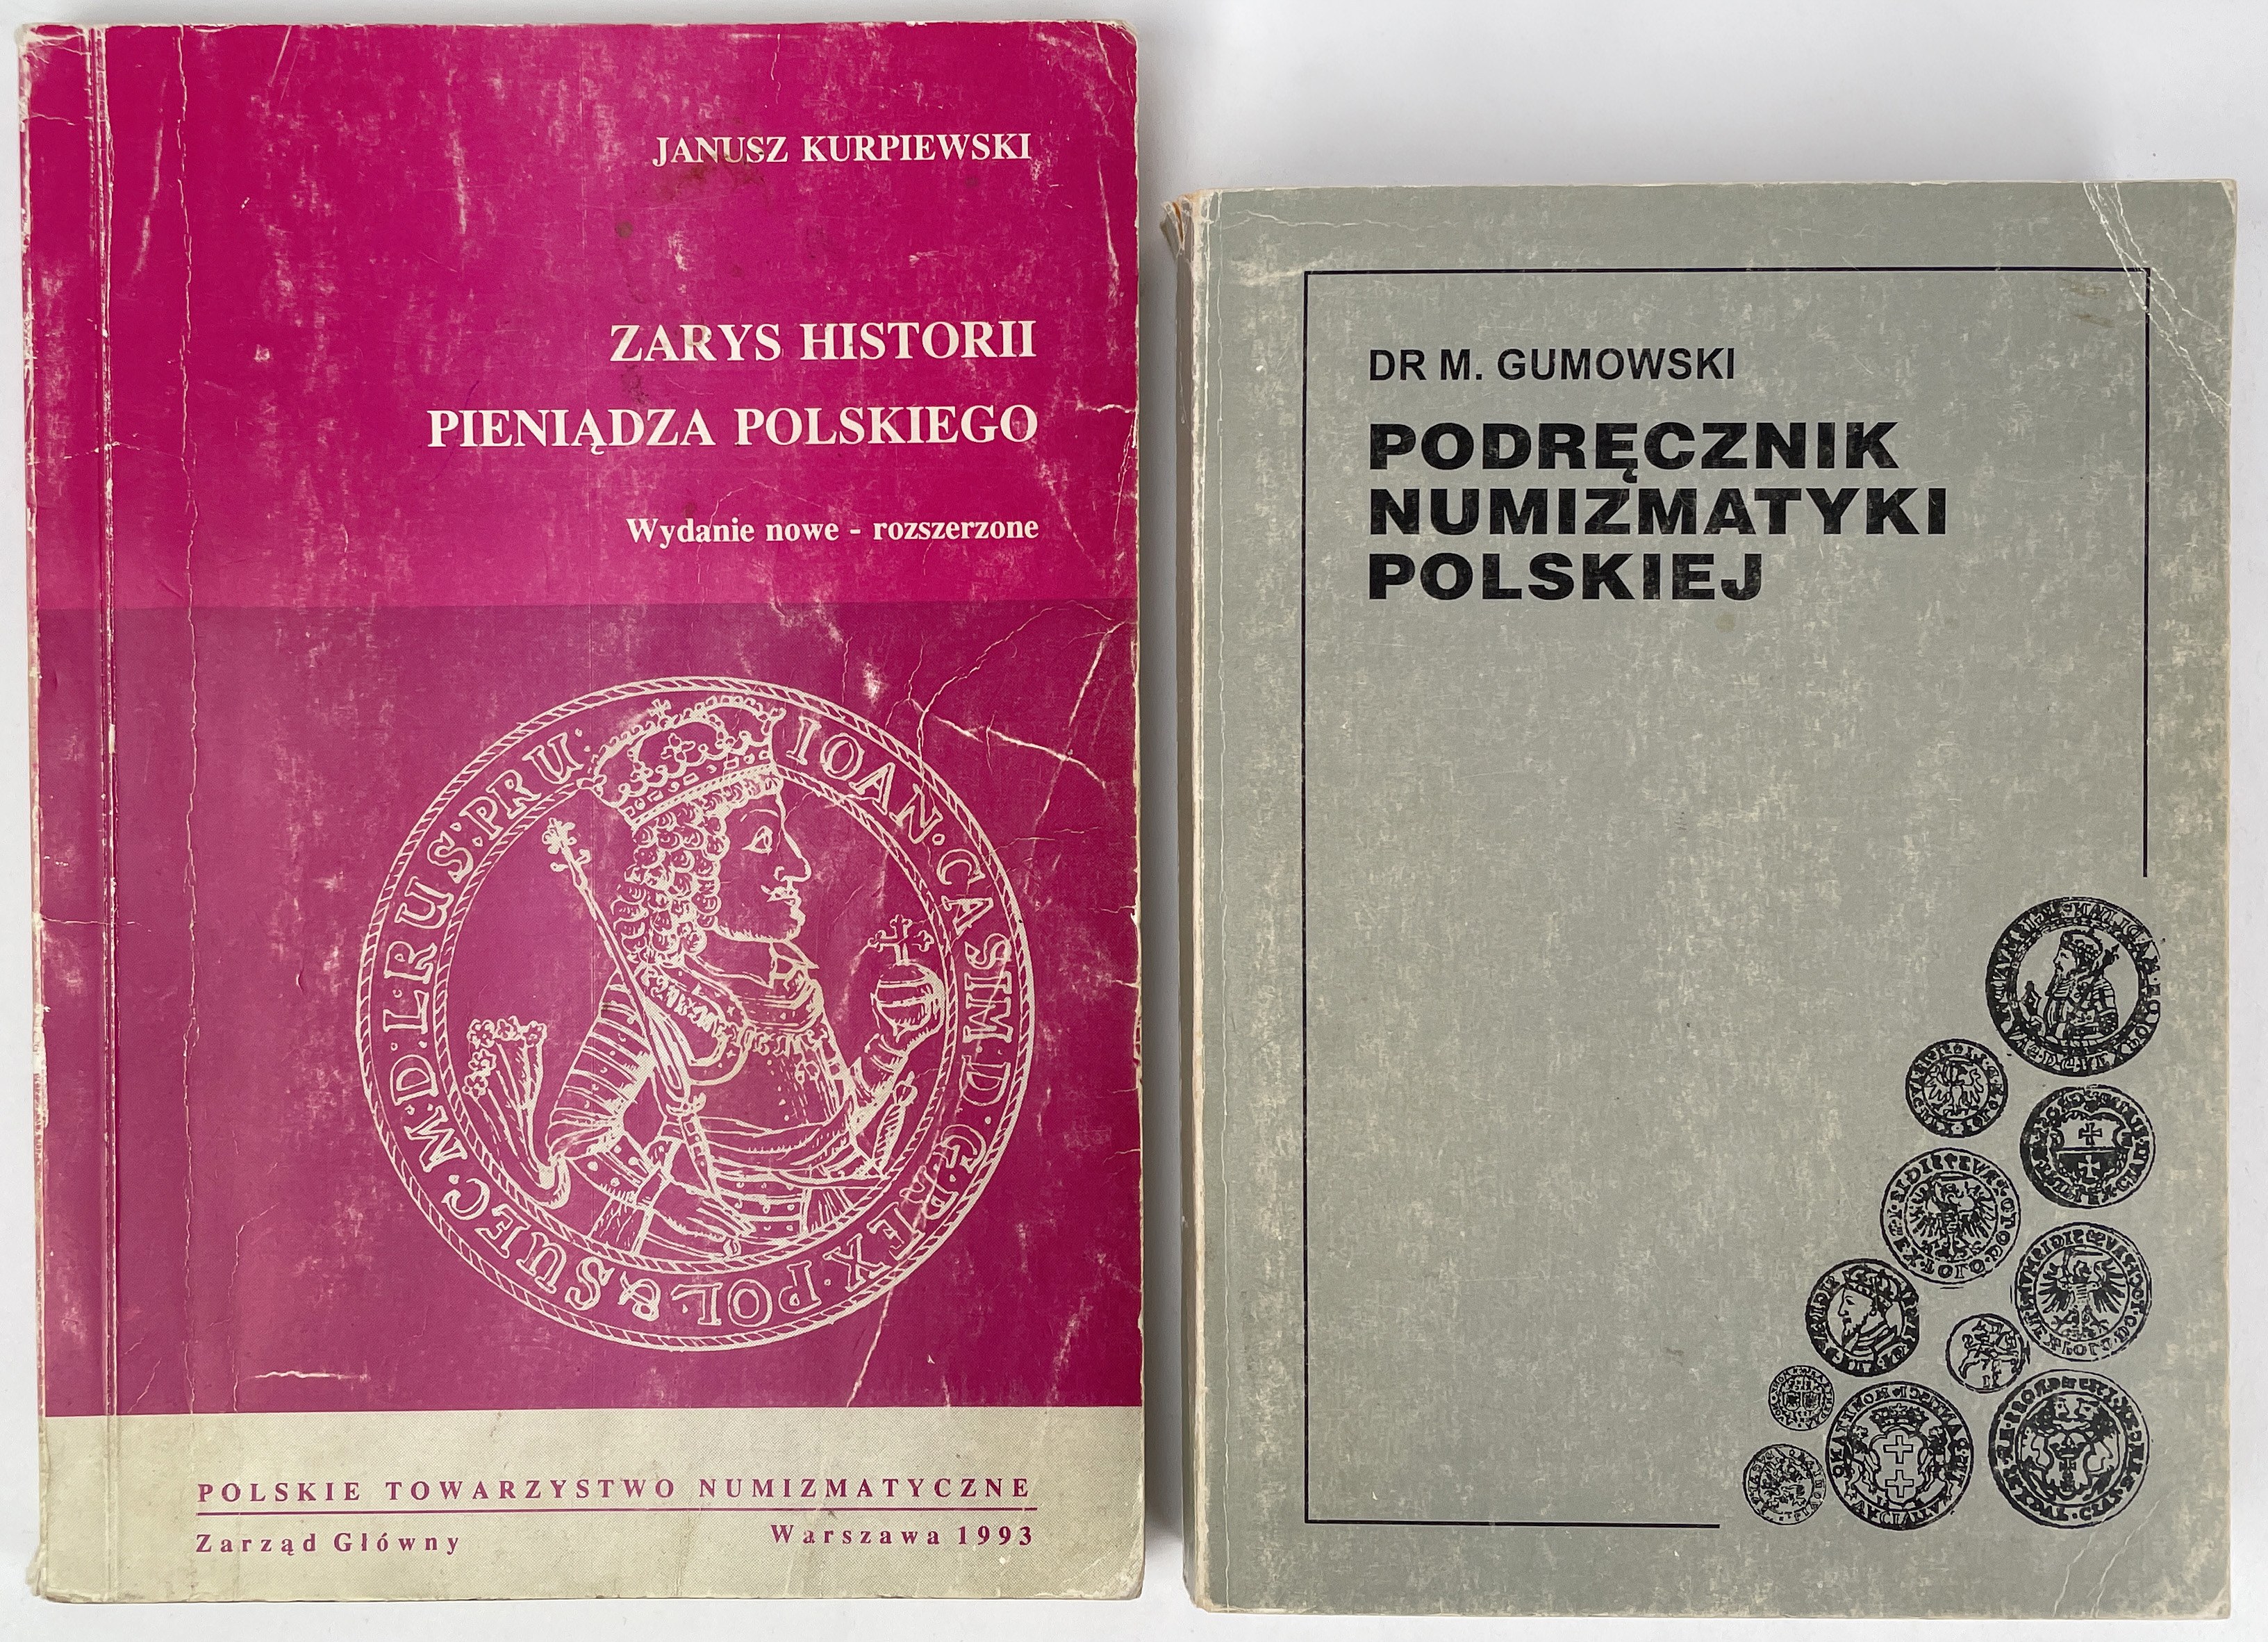 JANUSZ KURPIEWSKI
ZARYS HISTORII
PIENIĄDZA POLSKIEGO
Wydanie nowe - rozszerzone
IOAN·CASIM·D·G·REX·POL·&·SUEC·M·D·L·RUS·PRU:
POLSKIE TOWARZYSTWO NUMIZMATYCZNE
Zarząd Główny
Warszawa 1993
DR M. GUMOWSKI
PODRĘCZNIK
NUMIZMATYKI
POLSKIEJ